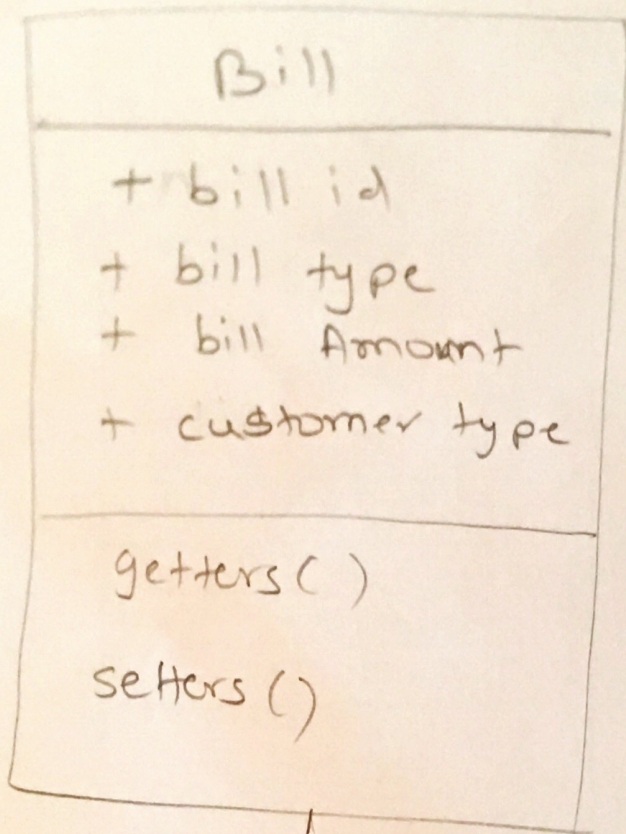 Bill
+ bill id
+ bill type
+ bill Amount
+ customer type
getters()
setters()